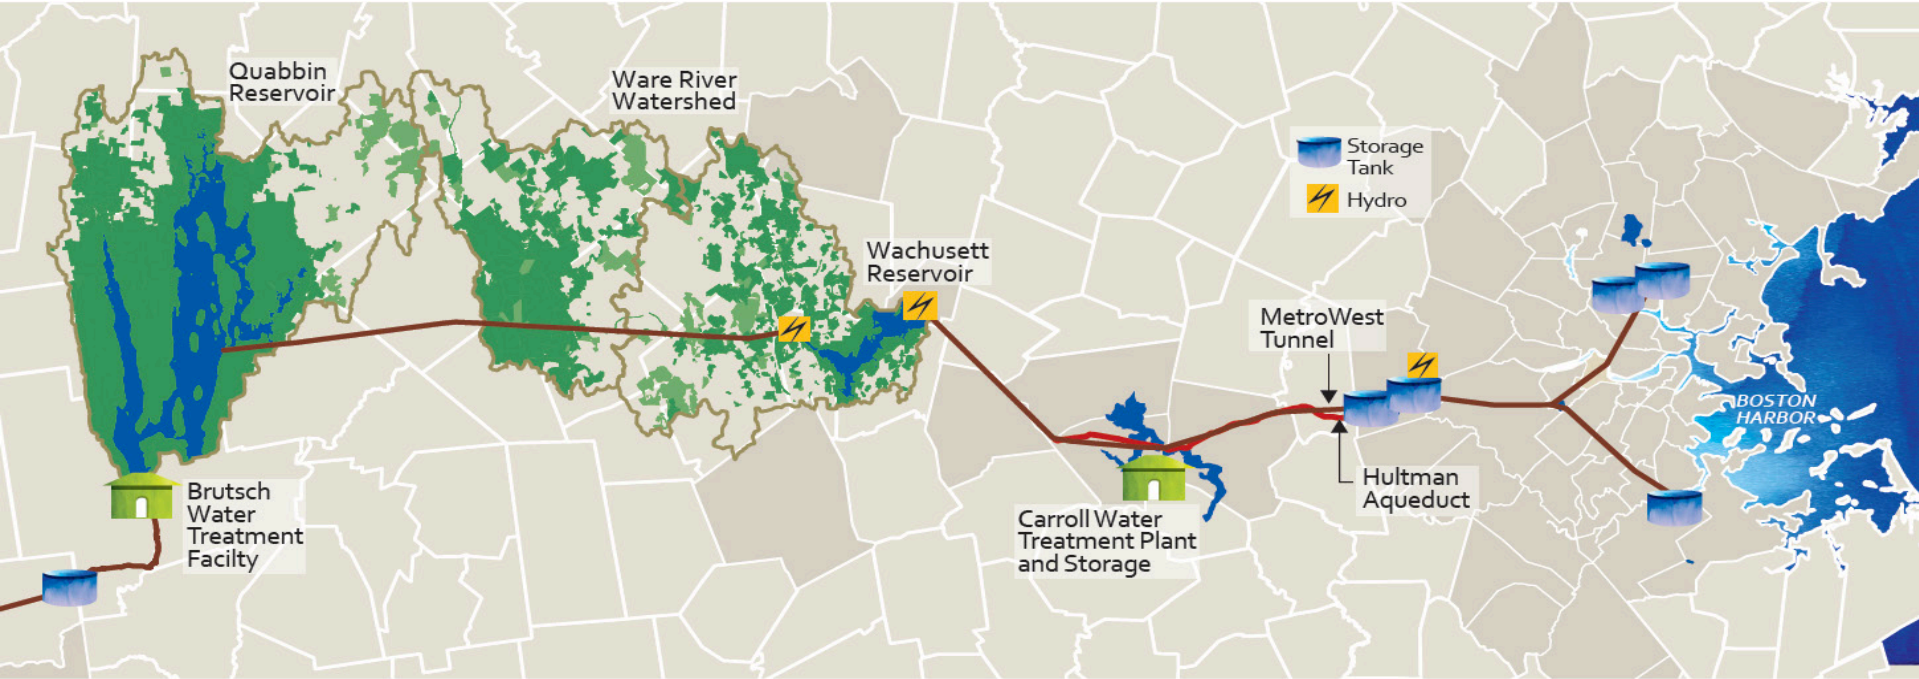 Quabbin
Reservoir
Ware River
Watershed
Storage
Tank
Hydro
Wachusett
Reservoir
MetroWest
Tunnel
BOSTON
HARBOR
Hultman
Aqueduct
Brutsch
Water
Treatment
Facilty
Carroll Water
Treatment Plant
and Storage